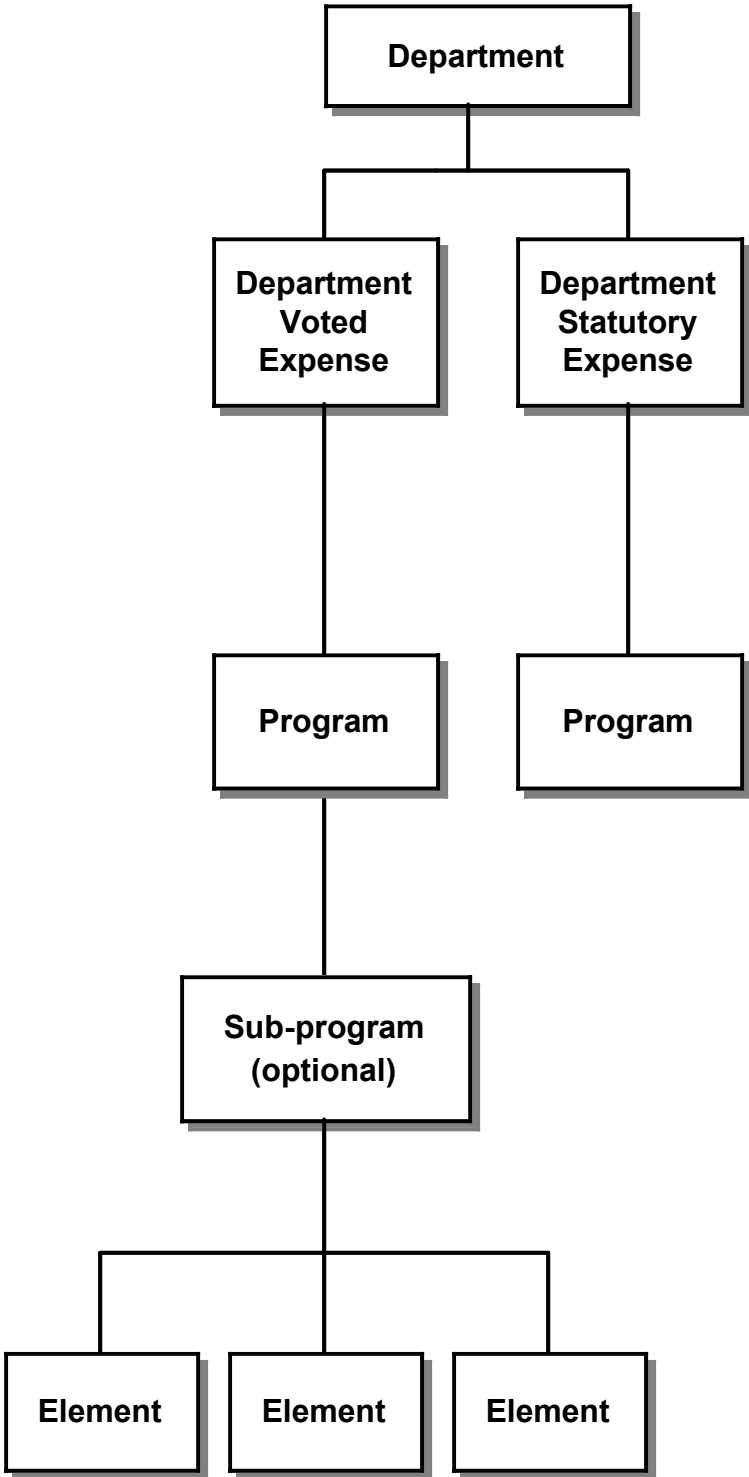 Department
Department
Voted
Expense
Department
Statutory
Expense
Program
Program
Sub-program
(optional)
Element
Element
Element